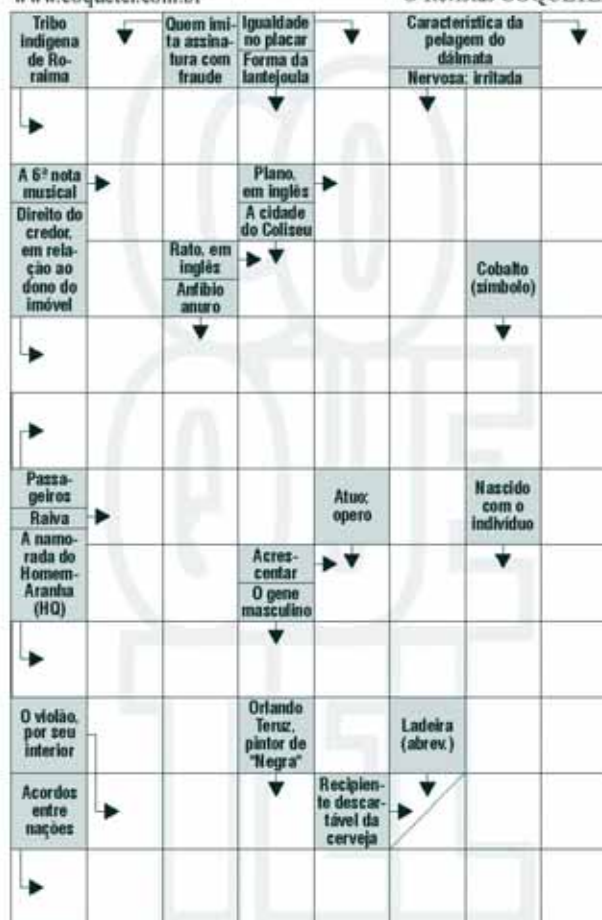 www.coquetel.com.br
Tribo
indígena
de Ro-
raima
Quem imi-
ta assina-
tura com
fraude
Igualdade
no placar
Forma da
lantejoula
Característica da
pelagem do
dálmata
Nervosa; irritada
A 6ª nota
musical
Direito do
credor,
em rela-
ção ao
dono do
imóvel
Plano,
em inglês
A cidade
do Coliseu
Rato, em
inglês
Anfíbio
anuro
Cobalto
(símbolo)
Passa-
geiros
Raiva
A namo-
rada do
Homem-
Aranha
(HQ)
Atuo;
opero
Nascido
com o
indivíduo
Acres-
centar
O gene
masculino
O violão,
por seu
interior
Acordos
entre
nações
Orlando
Teruz,
pintor de
"Negra"
Ladeira
(abrev.)
Recipien-
te descar-
tável da
cerveja